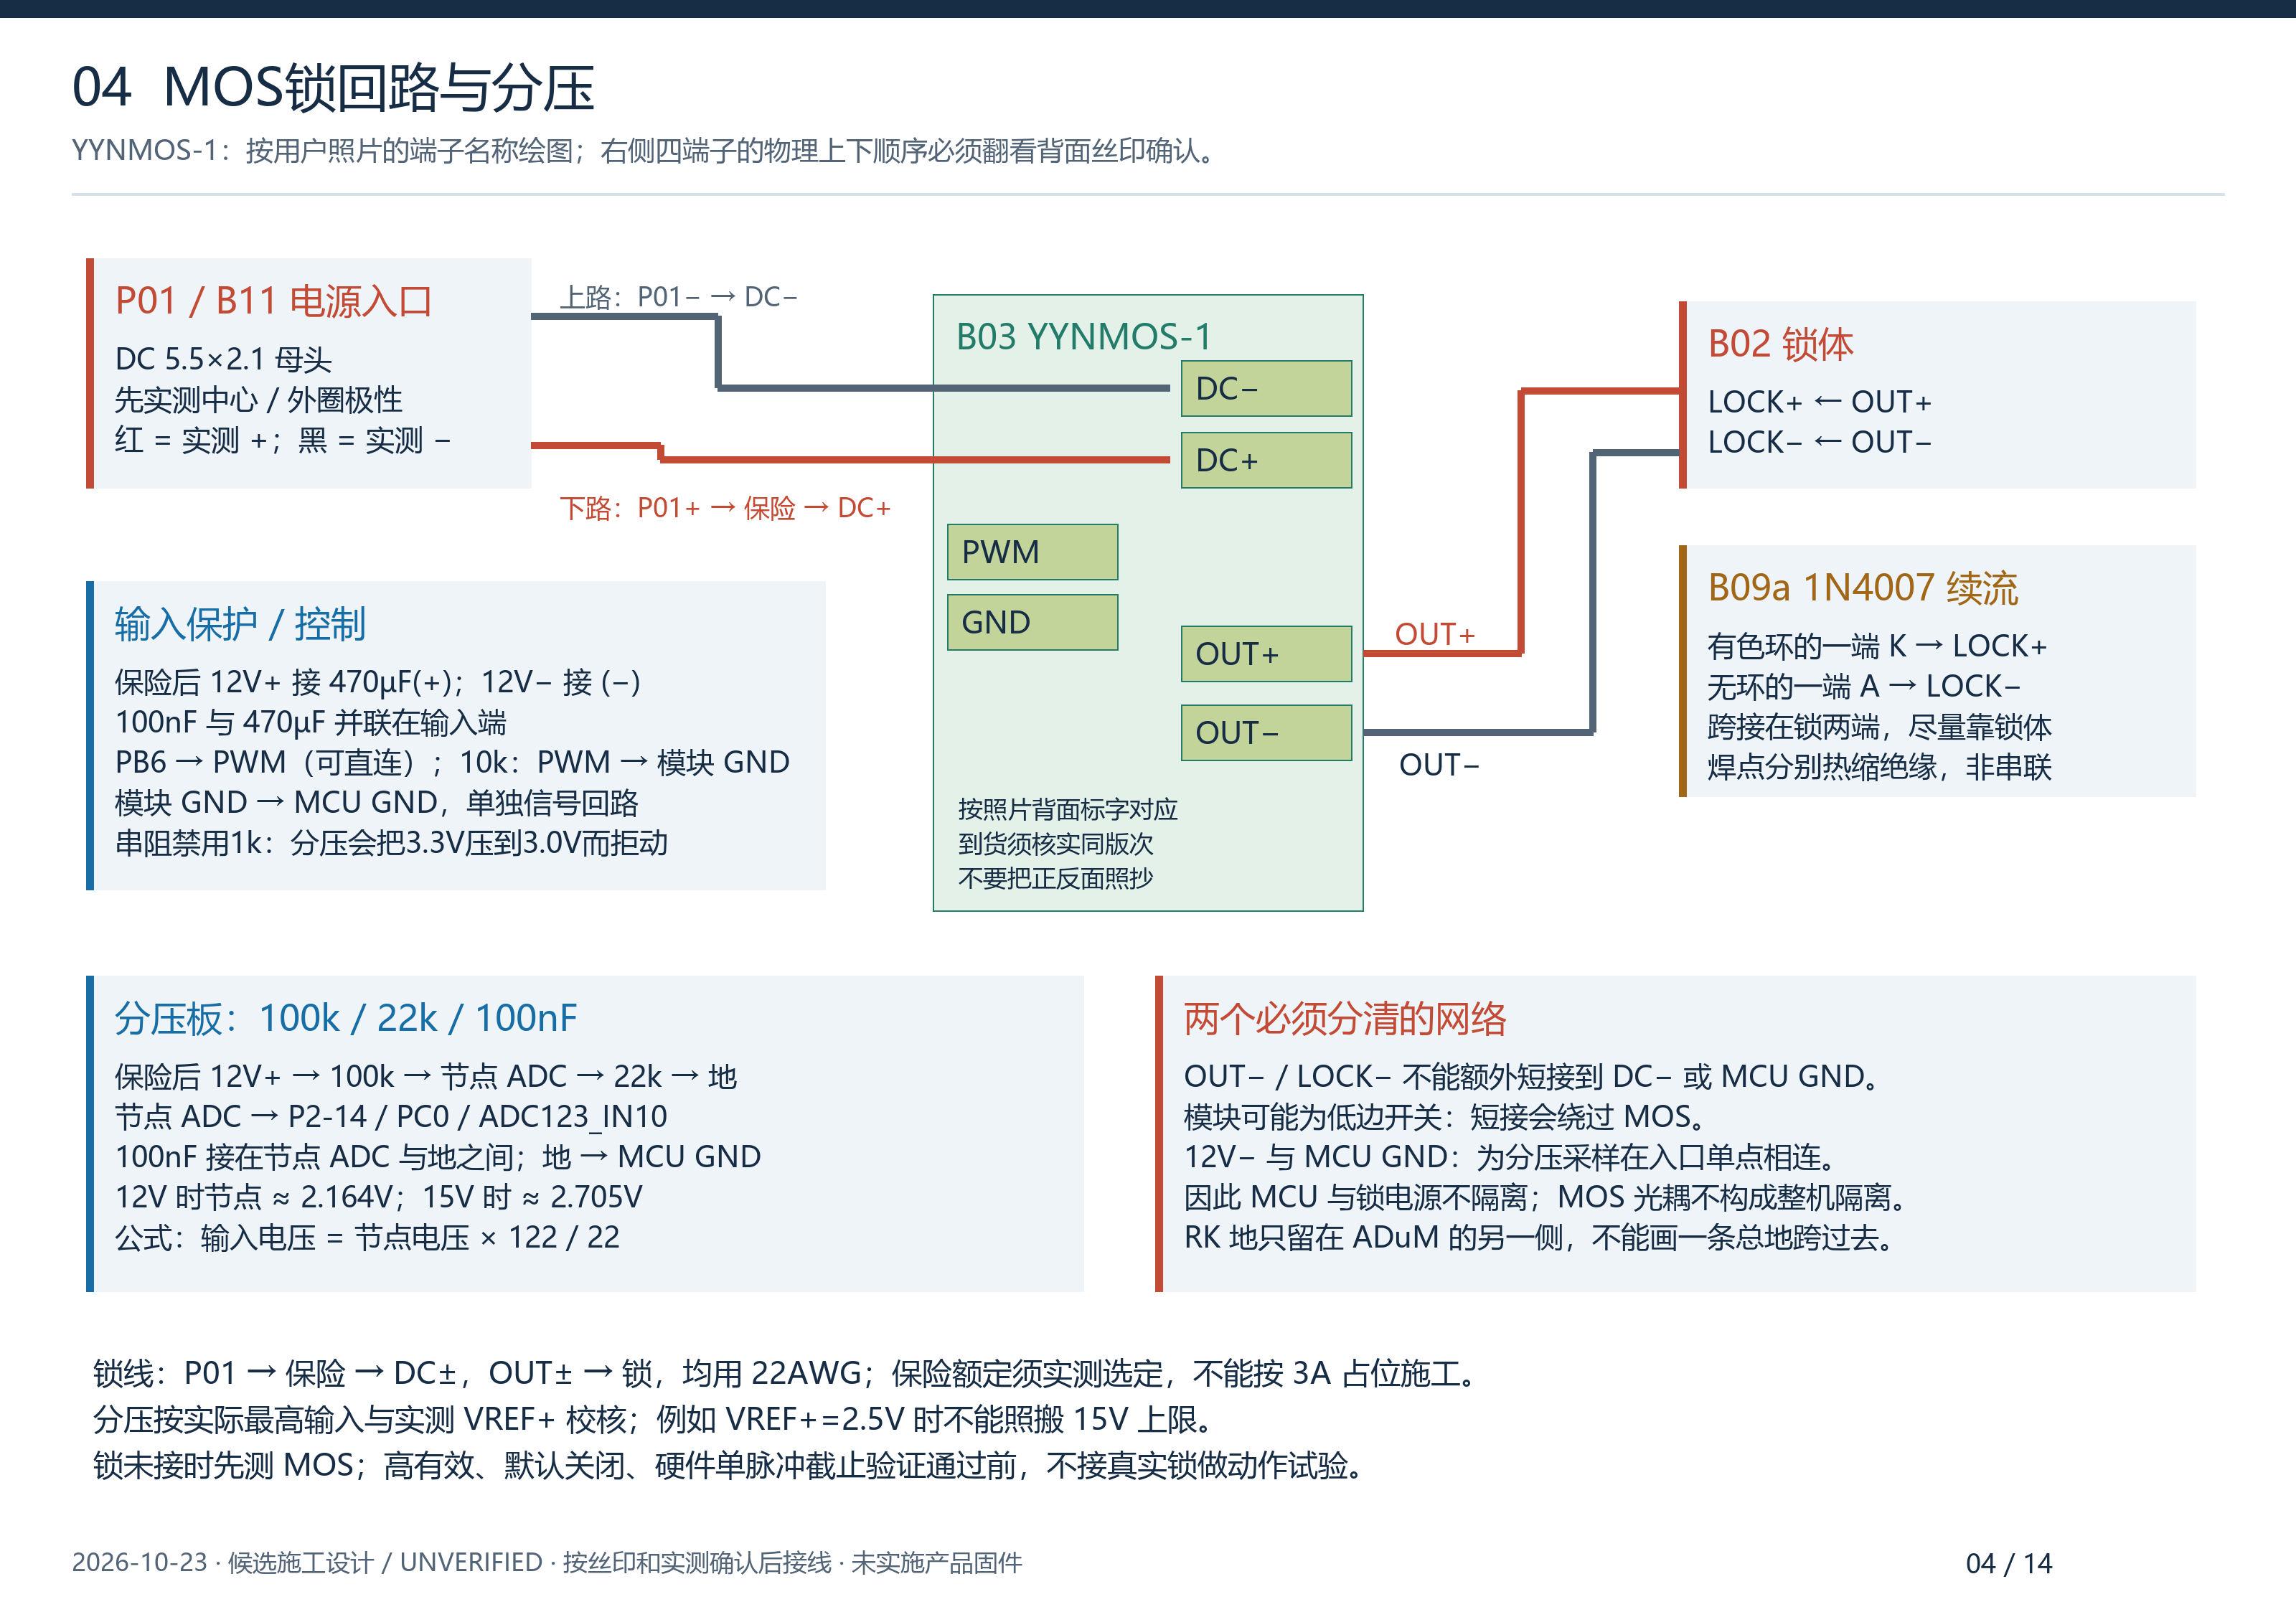 04 MOS锁回路与分压
YYNMOS-1：按用户照片的端子名称绘图；右侧四端子的物理上下顺序必须翻看背面丝印确认。
P01 / B11 电源入口
DC 5.5×2.1 母头
先实测中心 / 外圈极性
红 = 实测 +；黑 = 实测 −
上路：P01− → DC−
下路：P01+ → 保险 → DC+
B03 YYNMOS-1
DC−
DC+
PWM
GND
OUT+
OUT−
按照片背面标字对应
到货须核实同版次
不要把正反面照抄
OUT+
OUT−
B02 锁体
LOCK+ ← OUT+
LOCK− ← OUT−
B09a 1N4007 续流
有色环的一端 K → LOCK+
无环的一端 A → LOCK−
跨接在锁两端，尽量靠锁体
焊点分别热缩绝缘，非串联
输入保护 / 控制
保险后 12V+ 接 470μF(+)；12V− 接 (−)
100nF 与 470μF 并联在输入端
PB6 → PWM（可直连）；10k：PWM → 模块 GND
模块 GND → MCU GND，单独信号回路
串阻禁用1k：分压会把3.3V压到3.0V而拒动
分压板：100k / 22k / 100nF
保险后 12V+ → 100k → 节点 ADC → 22k → 地
节点 ADC → P2-14 / PC0 / ADC123_IN10
100nF 接在节点 ADC 与地之间；地 → MCU GND
12V 时节点 ≈ 2.164V；15V 时 ≈ 2.705V
公式：输入电压 = 节点电压 × 122 / 22
两个必须分清的网络
OUT− / LOCK− 不能额外短接到 DC− 或 MCU GND。
模块可能为低边开关：短接会绕过 MOS。
12V− 与 MCU GND：为分压采样在入口单点相连。
因此 MCU 与锁电源不隔离；MOS 光耦不构成整机隔离。
RK 地只留在 ADuM 的另一侧，不能画一条总地跨过去。
锁线：P01 → 保险 → DC±，OUT± → 锁，均用 22AWG；保险额定须实测选定，不能按 3A 占位施工。
分压按实际最高输入与实测 VREF+ 校核；例如 VREF+=2.5V 时不能照搬 15V 上限。
锁未接时先测 MOS；高有效、默认关闭、硬件单脉冲截止验证通过前，不接真实锁做动作试验。
2026-10-23 · 候选施工设计 / UNVERIFIED · 按丝印和实测确认后接线 · 未实施产品固件
04 / 14